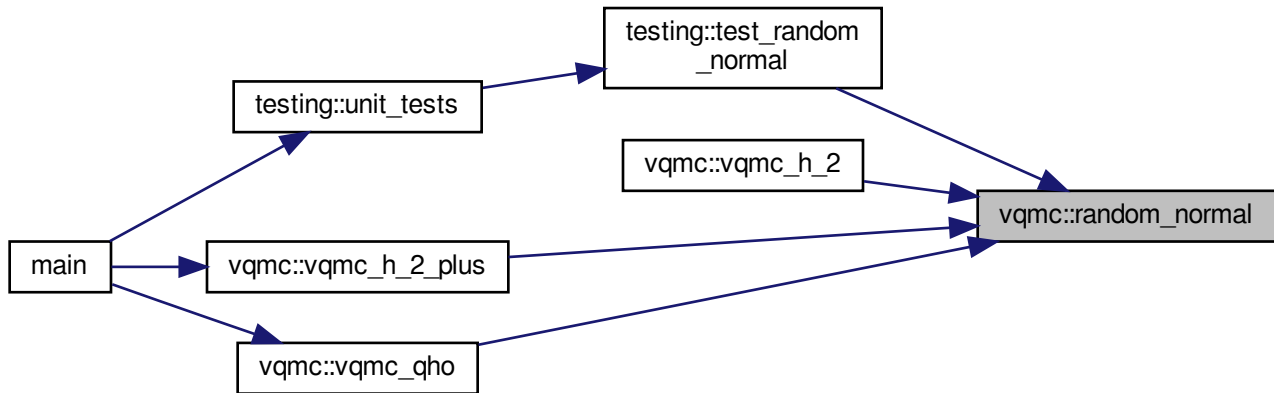 testing::test_random
_normal
testing::unit_tests
vqmc::vqmc_h_2
vqmc::random_normal
main
vqmc::vqmc_h_2_plus
vqmc::vqmc_qho